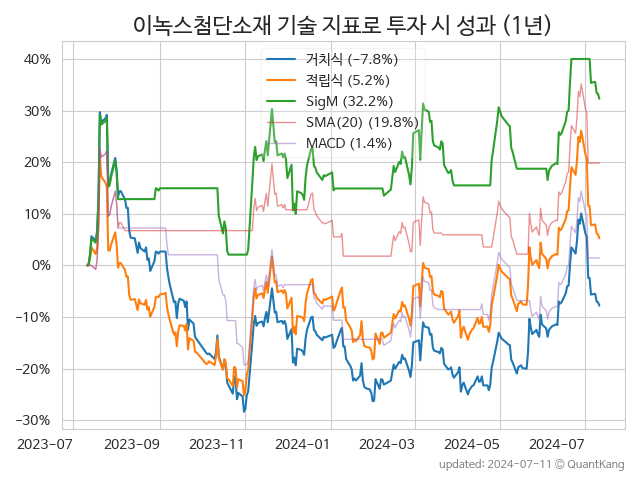 이녹스첨단소재 기술 지표로 투자 시 성과 (1년)
거치식 (−7.8%)
적립식 (5.2%)
SigM (32.2%)
SMA(20) (19.8%)
MACD (1.4%)
40%
30%
20%
10%
0%
−10%
−20%
−30%
2023-07 2023-09 2023-11 2024-01 2024-03 2024-05 2024-07
updated: 2024-07-11 © QuantKang